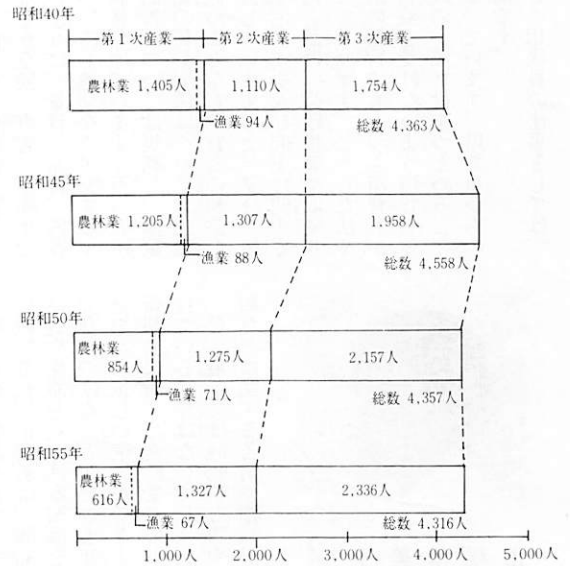 昭和40年
第1次産業 第2次産業 第3次産業
農林業 1,405人 1,110人 1,754人
漁業 94人 総数 4,363人
昭和45年
農林業 1,205人 1,307人 1,958人
漁業 88人 総数 4,558人
昭和50年
農林業
854人 1,275人 2,157人
漁業 71人 総数 4,357人
昭和55年
農林業
616人 1,327人 2,336人
漁業 67人 総数 4,316人
1,000人 2,000人 3,000人 4,000人 5,000人